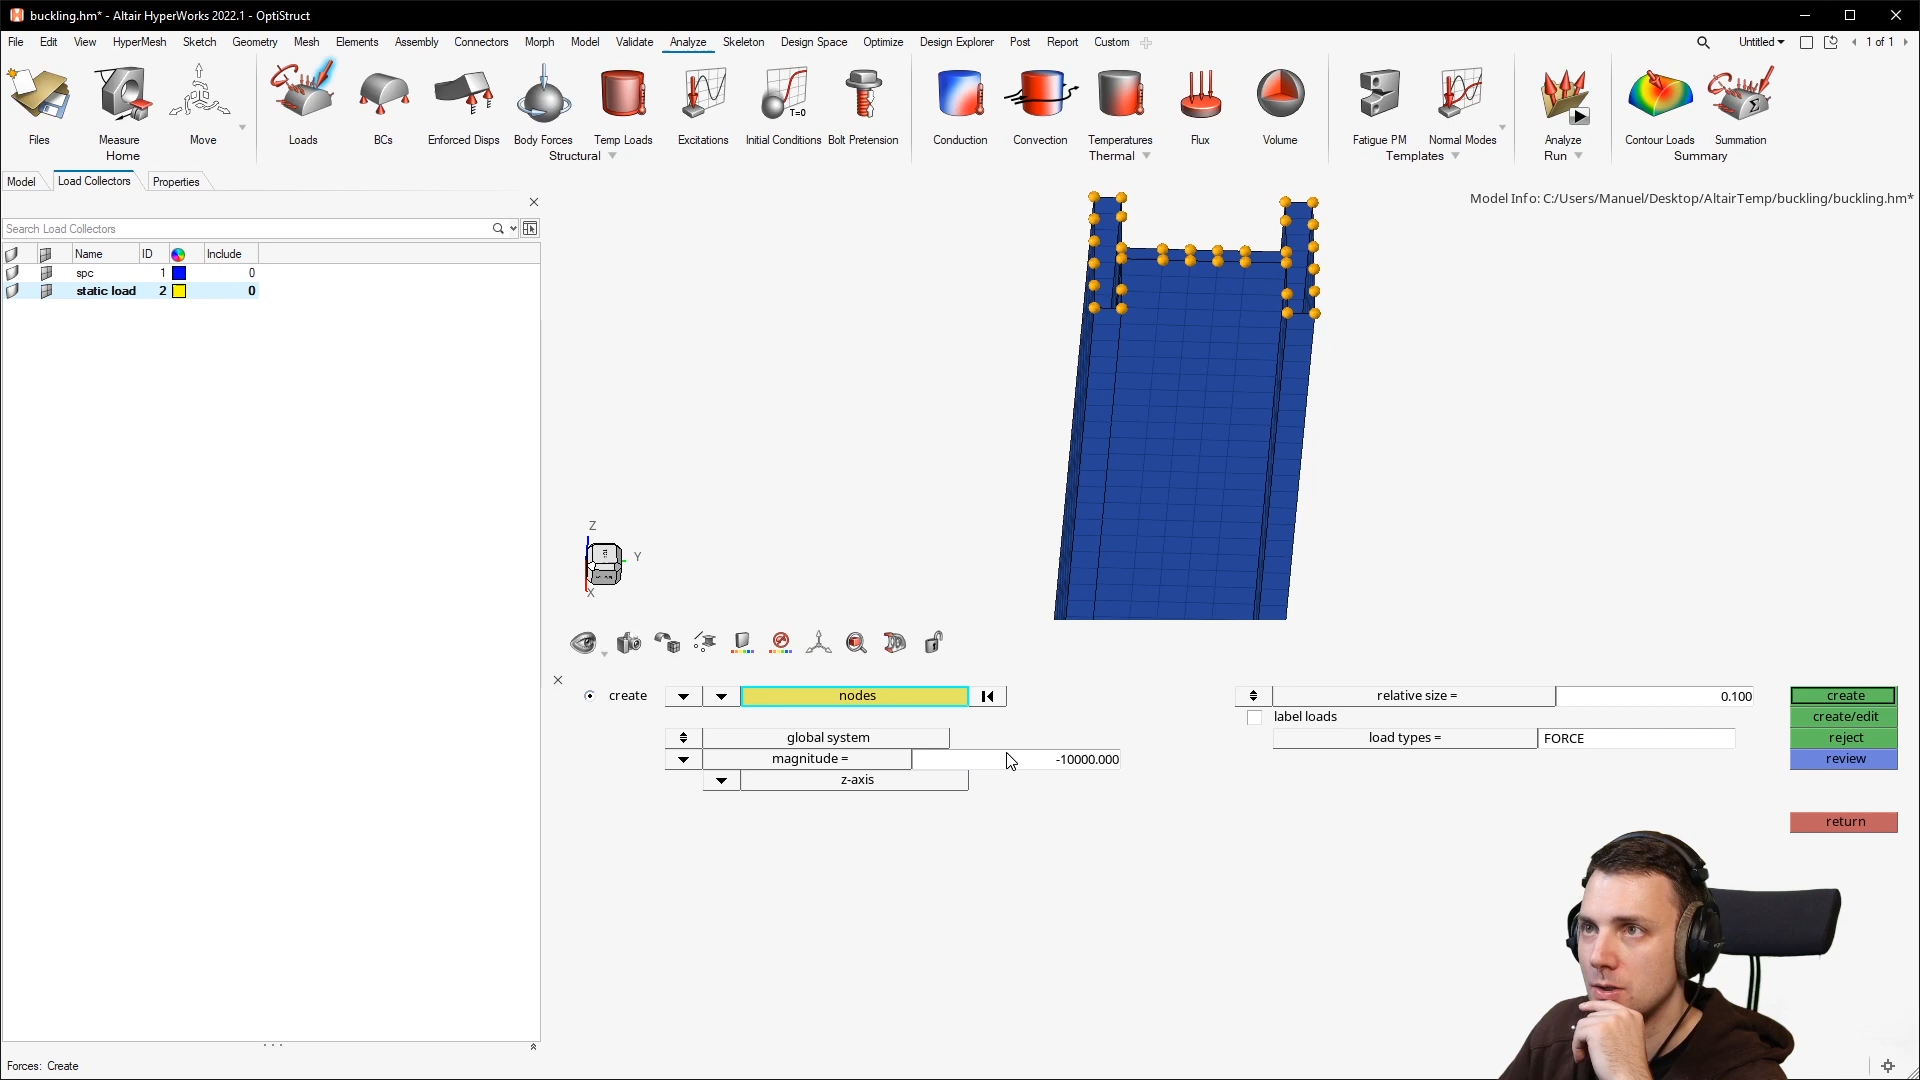 buckling.hm* - Altair HyperWorks 2022.1 - OptiStruct
File Edit View HyperMesh Sketch Geometry Mesh Elements Assembly Connectors Morph Model Validate Analyze Skeleton Design Space Optimize Design Explorer Post Report Custom Untitled 1 of 1
T=0
Files Measure Move Loads BCs Enforced Disps Body Forces Temp Loads Excitations Initial Conditions Bolt Pretension Conduction Convection Temperatures Flux Volume Fatigue PM Normal Modes Analyze Contour Loads Summation
Home Structural Thermal Templates Run Summary
Model Load Collectors Properties
Model Info: C:/Users/Manuel/Desktop/AltairTemp/buckling/buckling.hm*
Search Load Collectors
Name ID Include
spc 1 0
static load 2 0
Z
Y
X
create nodes relative size = 0.100 create
label loads create/edit
global system load types = FORCE reject
magnitude = -10000.000 review
z-axis
return
Forces: Create